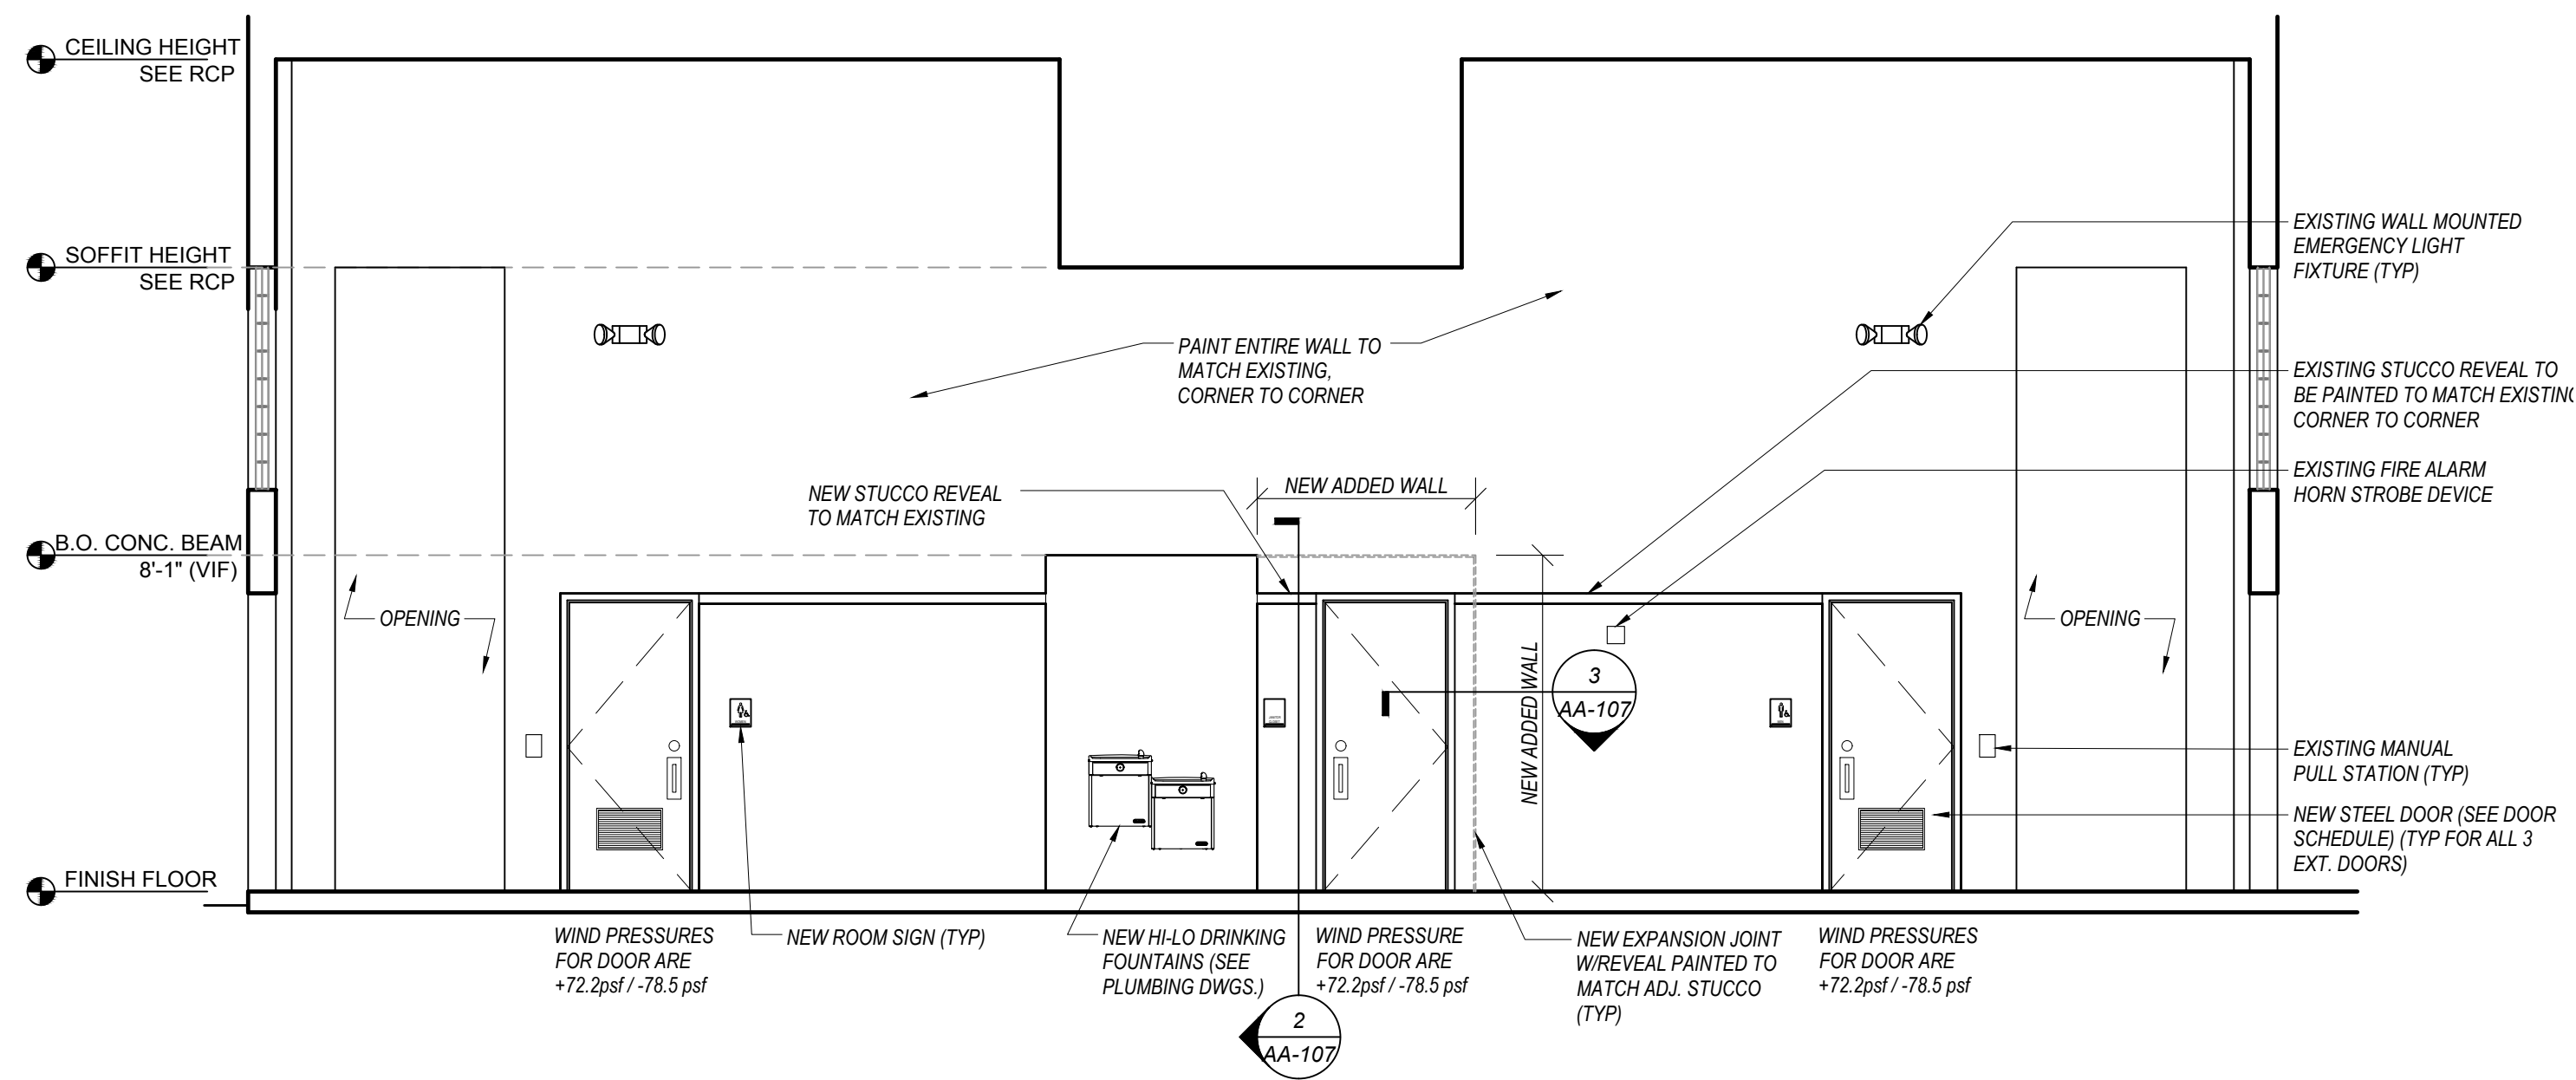 CEILING HEIGHT
SEE RCP
SOFFIT HEIGHT
SEE RCP
B.O. CONC. BEAM
8'-1" (VIF)
FINISH FLOOR
OPENING
PAINT ENTIRE WALL TO
MATCH EXISTING,
CORNER TO CORNER
NEW STUCCO REVEAL
TO MATCH EXISTING
NEW ADDED WALL
NEW ADDED WALL
3
AA-107
OPENING
EXISTING WALL MOUNTED
EMERGENCY LIGHT
FIXTURE (TYP)
EXISTING STUCCO REVEAL TO
BE PAINTED TO MATCH EXISTING
CORNER TO CORNER
EXISTING FIRE ALARM
HORN STROBE DEVICE
EXISTING MANUAL
PULL STATION (TYP)
NEW STEEL DOOR (SEE DOOR
SCHEDULE) (TYP FOR ALL 3
EXT. DOORS)
WIND PRESSURES
FOR DOOR ARE
+72.2psf / -78.5 psf
NEW ROOM SIGN (TYP)
NEW HI-LO DRINKING
FOUNTAINS (SEE
PLUMBING DWGS.)
WIND PRESSURE
FOR DOOR ARE
+72.2psf / -78.5 psf
NEW EXPANSION JOINT
W/REVEAL PAINTED TO
MATCH ADJ. STUCCO
(TYP)
WIND PRESSURES
FOR DOOR ARE
+72.2psf / -78.5 psf
2
AA-107